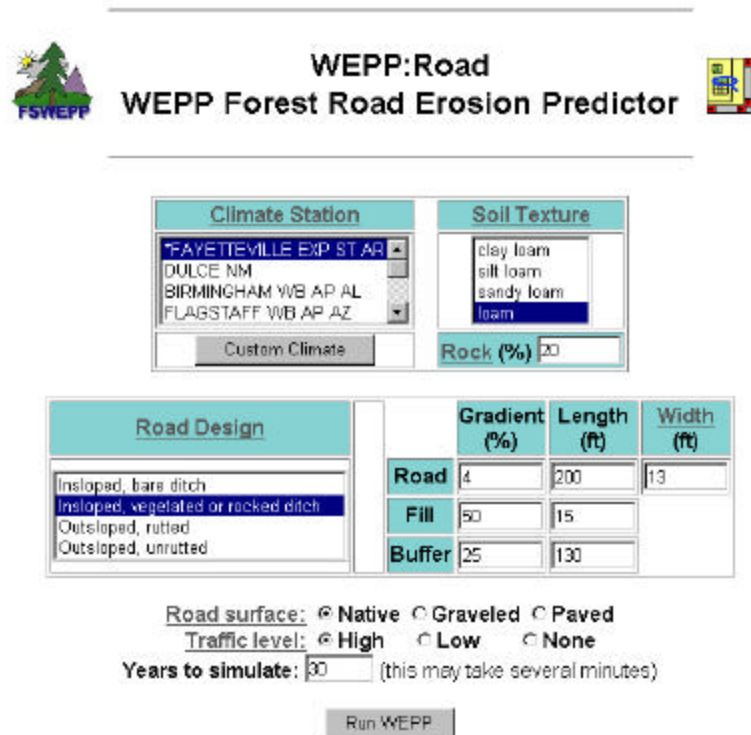 WEPP:Road
WEPP Forest Road Erosion Predictor
FSWEPP
Climate Station
*FAYETTEVILLE EXP ST AR
DULCE NM
BIRMINGHAM WB AP AL
FLAGSTAFF WB AP AZ
Custom Climate
Soil Texture
clay loam
silt loam
sandy loam
loam
Rock (%) 20
Road Design
Insloped, bare ditch
Insloped, vegetated or rocked ditch
Outsloped, rutted
Outsloped, unrutted
Gradient (%) Length (ft) Width (ft)
Road 4 200 13
Fill 50 15
Buffer 25 130
Road surface: Native Graveled Paved
Traffic level: High Low None
Years to simulate: 30 (this may take several minutes)
Run WEPP